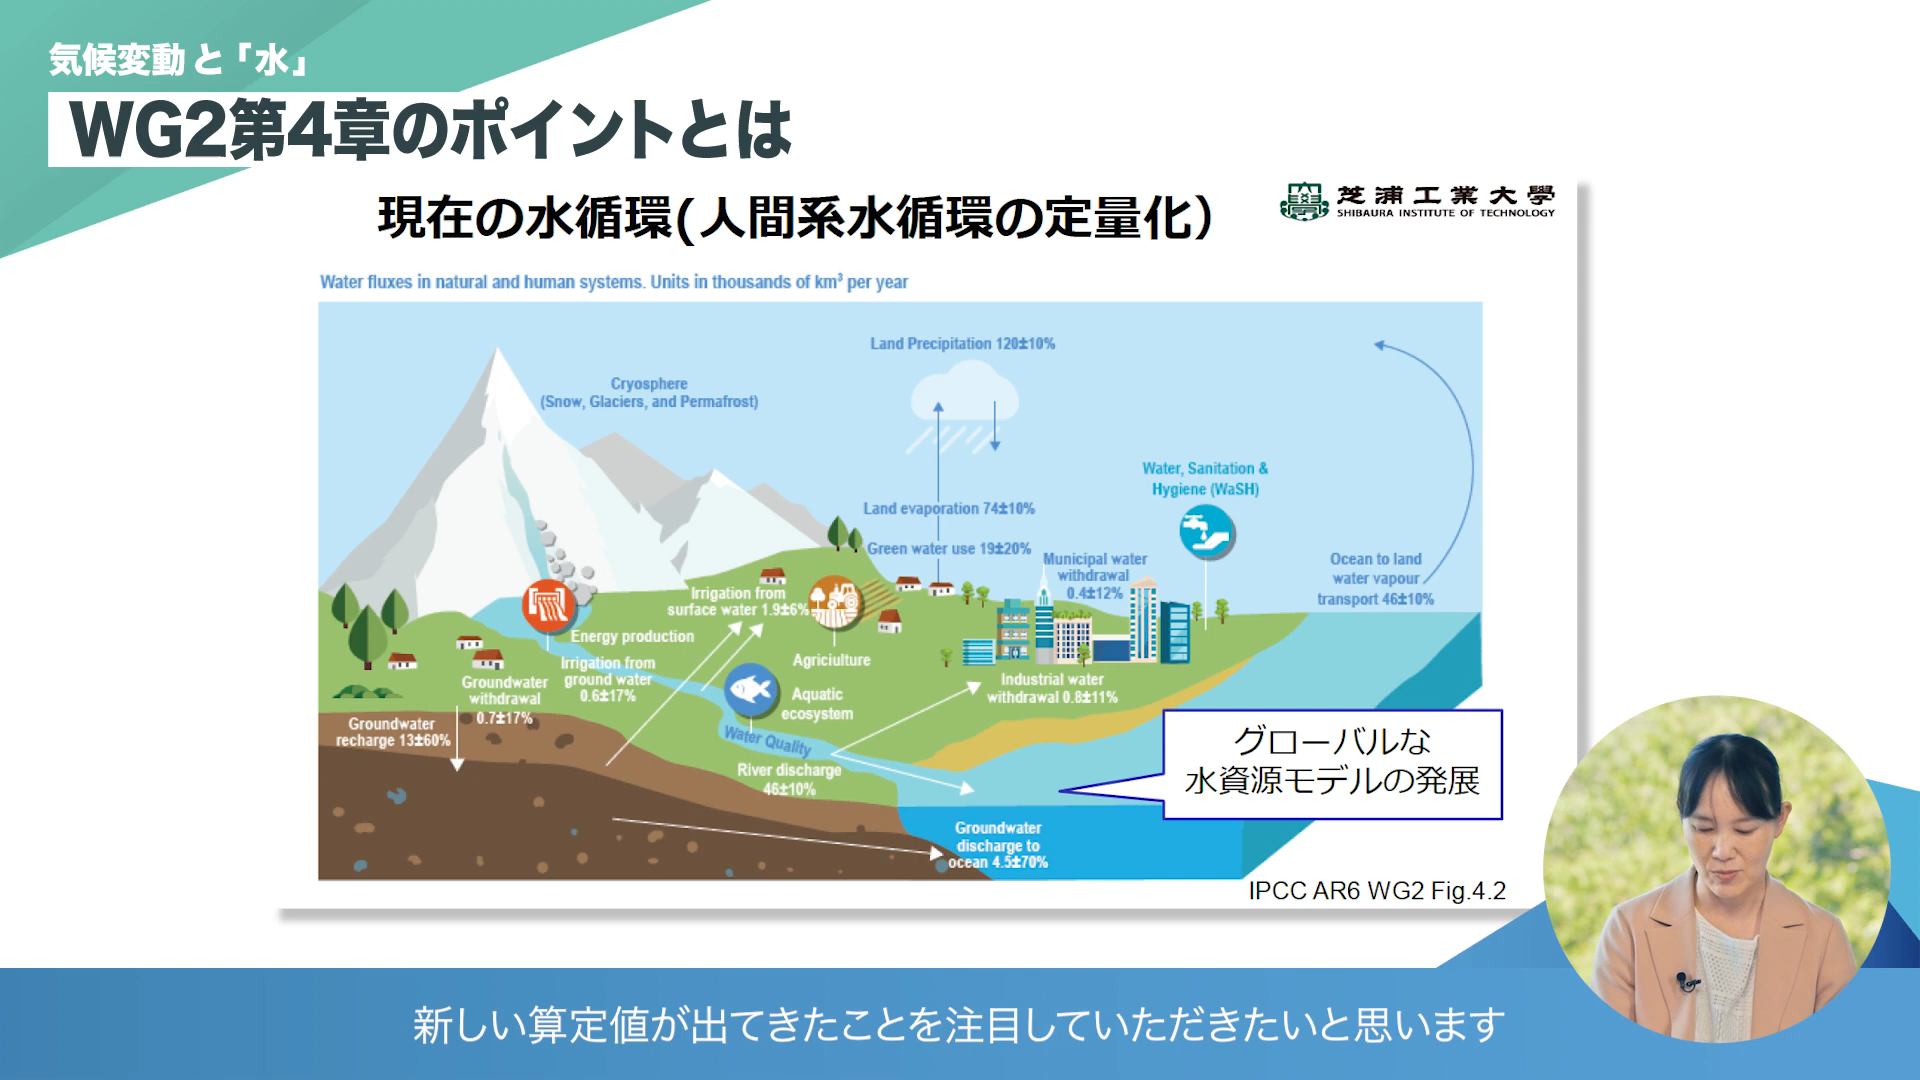 気候変動と「水」
WG2第4章のポイントとは
現在の水循環(人間系水循環の定量化)
芝浦工業大學
SHIBAURA INSTITUTE OF TECHNOLOGY
Water fluxes in natural and human systems. Units in thousands of km³ per year
Land Precipitation 120±10%
Cryosphere
(Snow, Glaciers, and Permafrost)
Water, Sanitation &
Hygiene (WaSH)
Land evaporation 74±10%
Green water use 19±20%
Municipal water
withdrawal
0.4±12%
Ocean to land
water vapour
transport 46±10%
Irrigation from
surface water 1.9±6%
Energy production
Irrigation from
ground water
0.6±17%
Agriciulture
Groundwater
withdrawal
0.7±17%
Aquatic
ecosystem
Industrial water
withdrawal 0.8±11%
Groundwater
recharge 13±60%
Water Quality
River discharge
46±10%
グローバルな
水資源モデルの発展
Groundwater
discharge to
ocean 4.5±70%
IPCC AR6 WG2 Fig.4.2
新しい算定値が出てきたことを注目していただきたいと思います